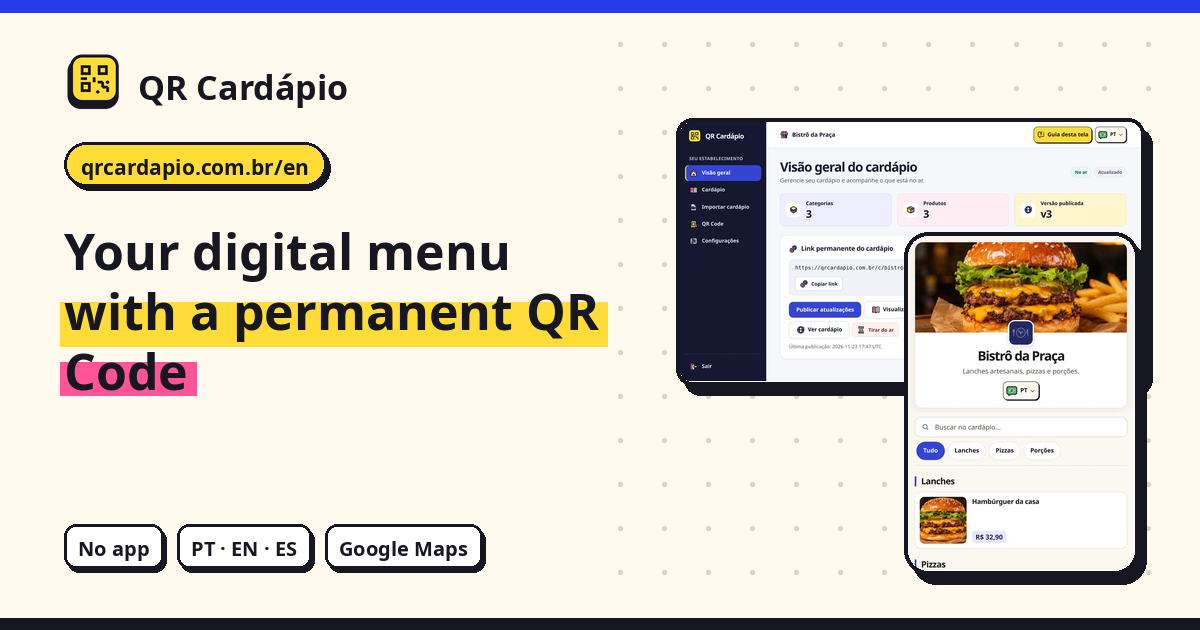 QR Cardápio
qrcardapio.com.br/en
Your digital menu
with a permanent QR
Code
No app
PT · EN · ES
Google Maps
QR Cardápio
SEU ESTABELECIMENTO
Visão geral
Cardápio
Importar cardápio
QR Code
Configurações
Sair
Bistrô da Praça
Guia desta tela
PT
Visão geral do cardápio
Gerencie seu cardápio e acompanhe o que está no ar.
No ar
Atualizado
Categorias
3
Produtos
3
Versão publicada
v3
Link permanente do cardápio
https://qrcardapio.com.br/c/bistro
Copiar link
Publicar atualizações
Visualiz
Ver cardápio
Tirar do ar
Última publicação: 2026-11-23 17:47 UTC
Bistrô da Praça
Lanches artesanais, pizzas e porções.
PT
Buscar no cardápio...
Tudo
Lanches
Pizzas
Porções
Lanches
Hambúrguer da casa
R$ 32,90
Pizzas